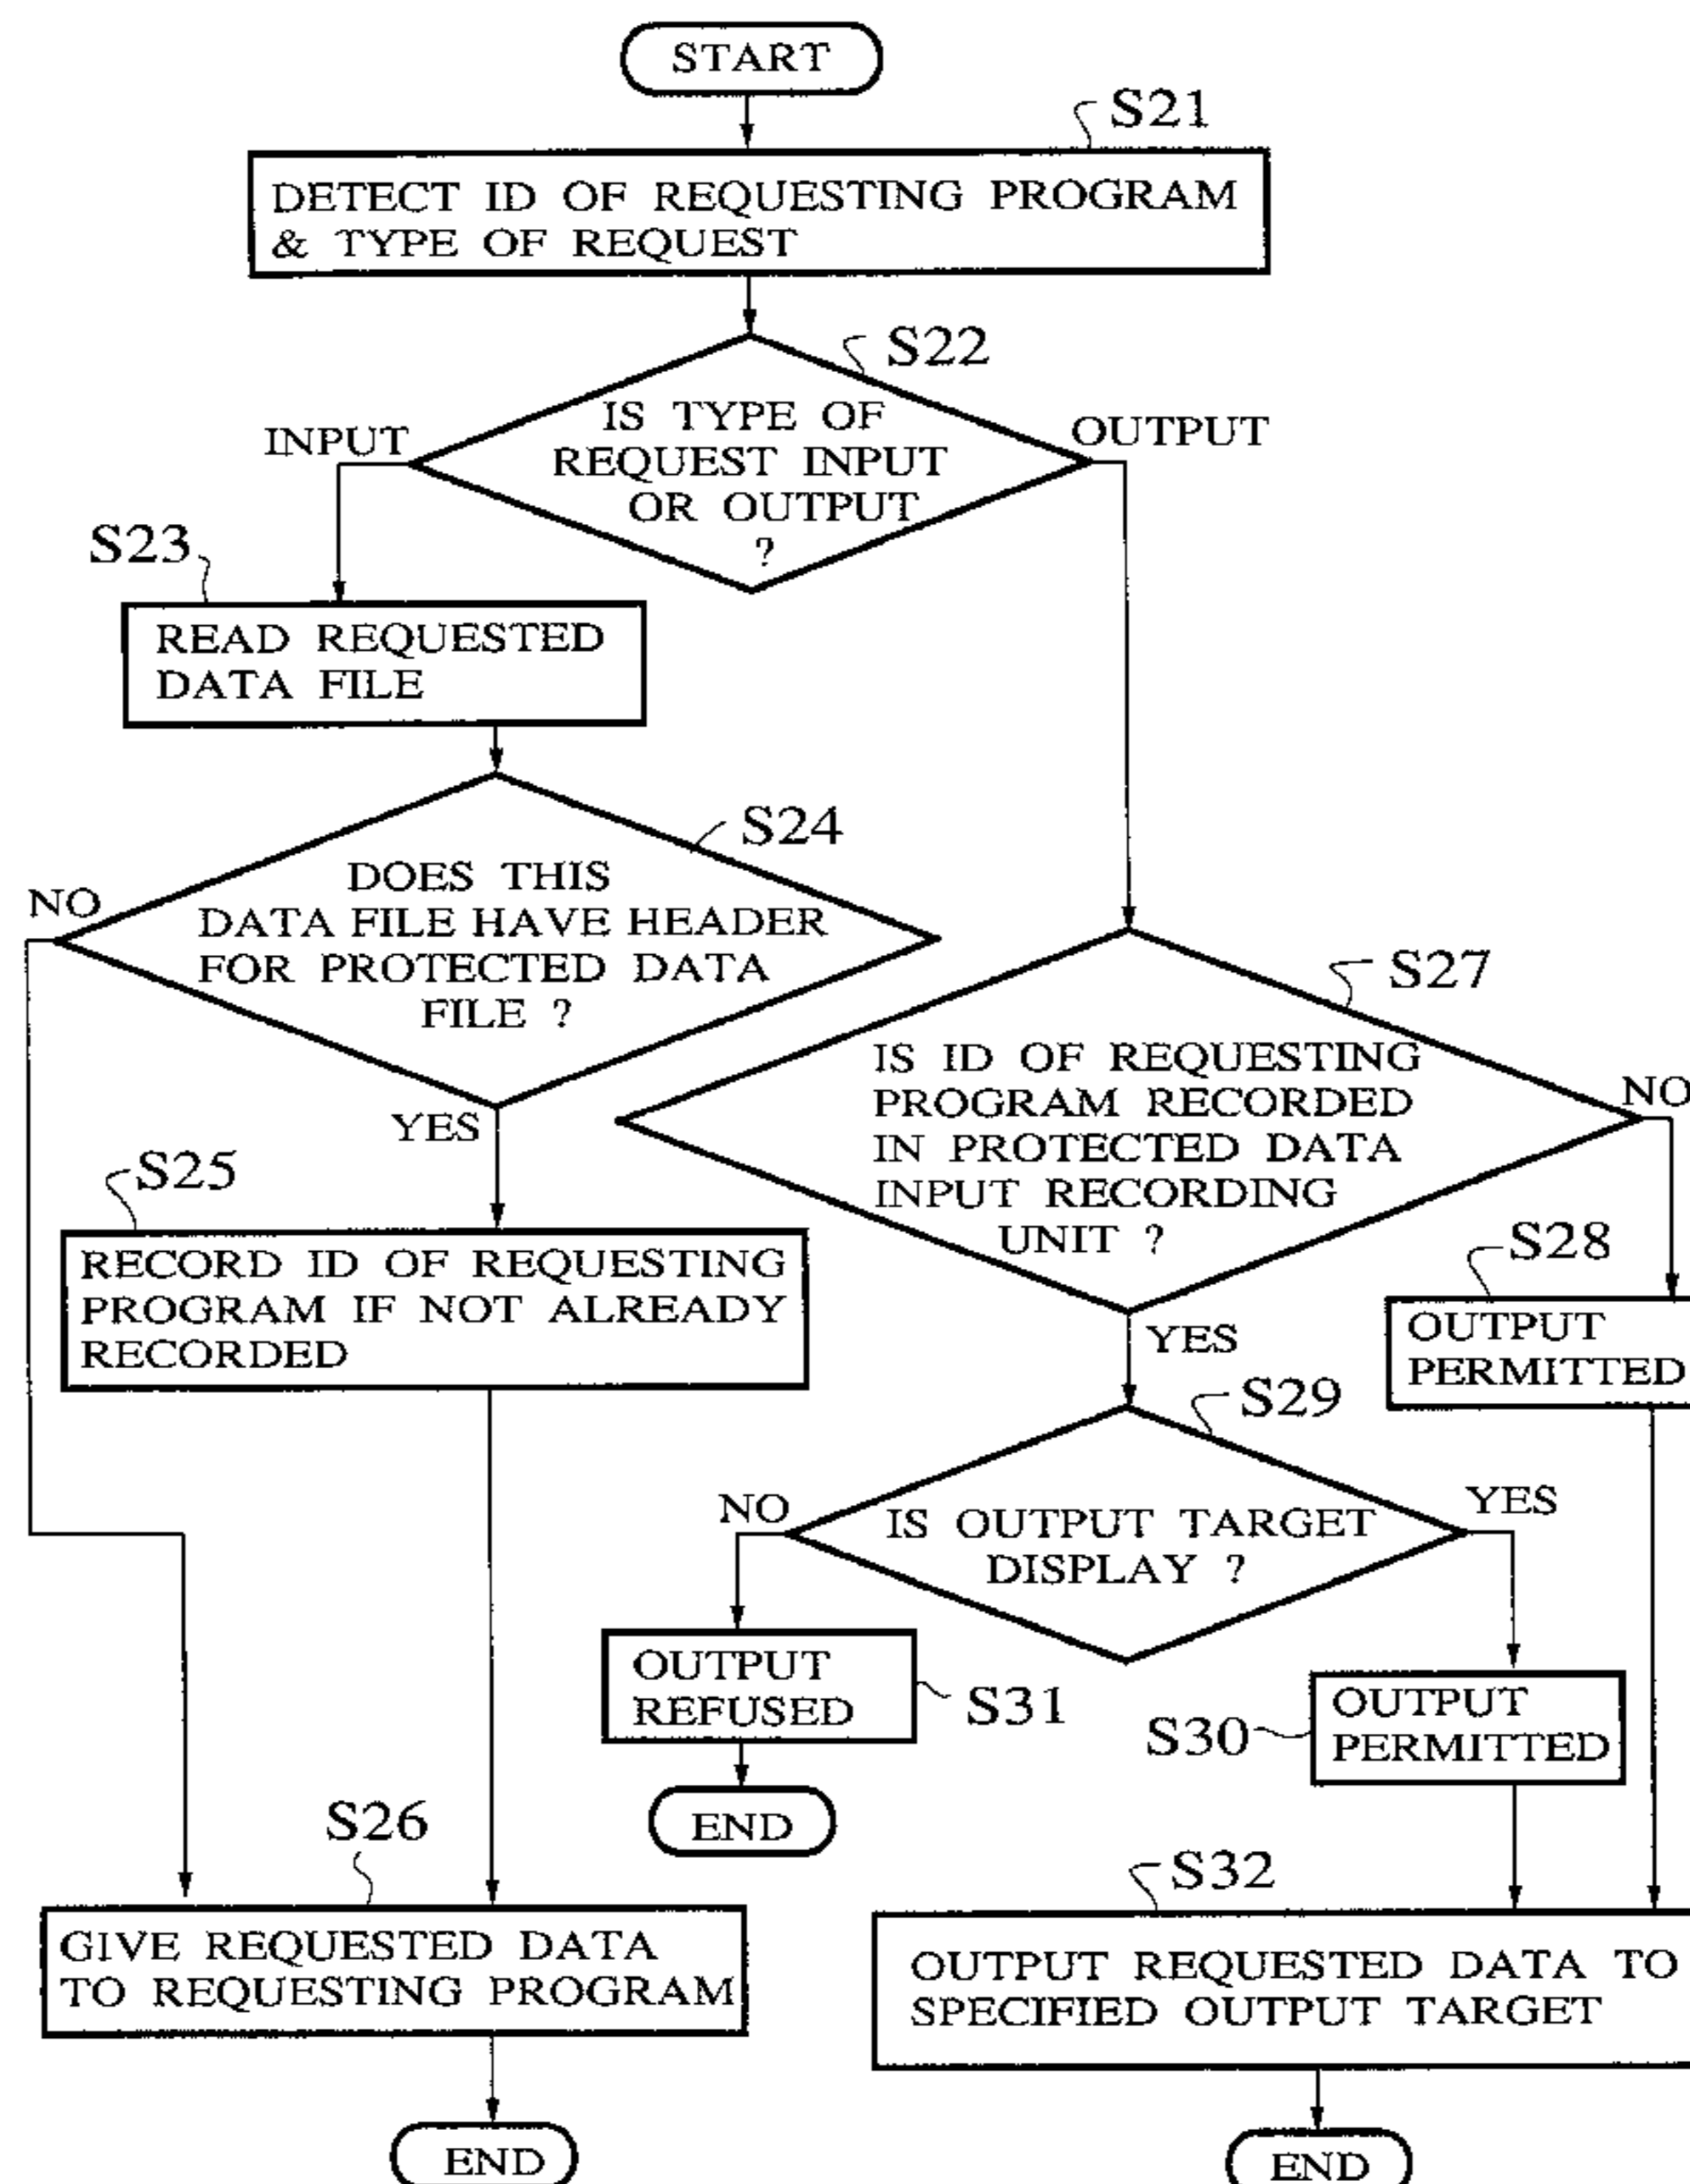 START
S21
DETECT ID OF REQUESTING PROGRAM
& TYPE OF REQUEST
S22
IS TYPE OF
REQUEST INPUT
OR OUTPUT
?
INPUT
OUTPUT
S23
READ REQUESTED
DATA FILE
S24
DOES THIS
DATA FILE HAVE HEADER
FOR PROTECTED DATA
FILE ?
NO
YES
S25
RECORD ID OF REQUESTING
PROGRAM IF NOT ALREADY
RECORDED
S27
IS ID OF REQUESTING
PROGRAM RECORDED
IN PROTECTED DATA
INPUT RECORDING
UNIT ?
NO
YES
S28
OUTPUT
PERMITTED
S29
IS OUTPUT TARGET
DISPLAY ?
NO
YES
OUTPUT
REFUSED
S31
END
S30
OUTPUT
PERMITTED
S26
GIVE REQUESTED DATA
TO REQUESTING PROGRAM
END
S32
OUTPUT REQUESTED DATA TO
SPECIFIED OUTPUT TARGET
END